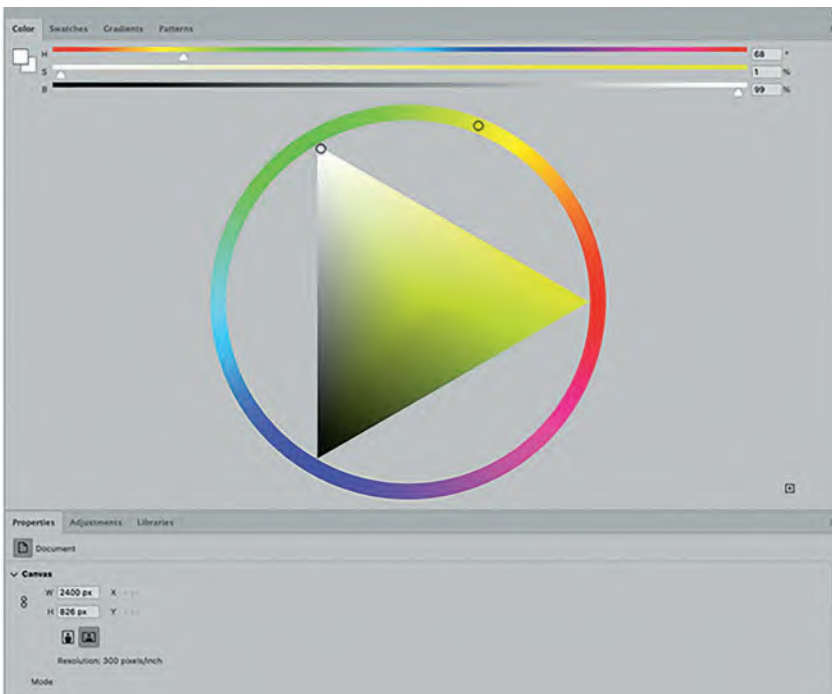 Color Swatches Gradients Patterns
H 68 °
S 1 %
B 99 %
Properties Adjustments Libraries
Document
Canvas
W 2400 px X
H 826 px Y
Resolution: 300 pixels/inch
Mode